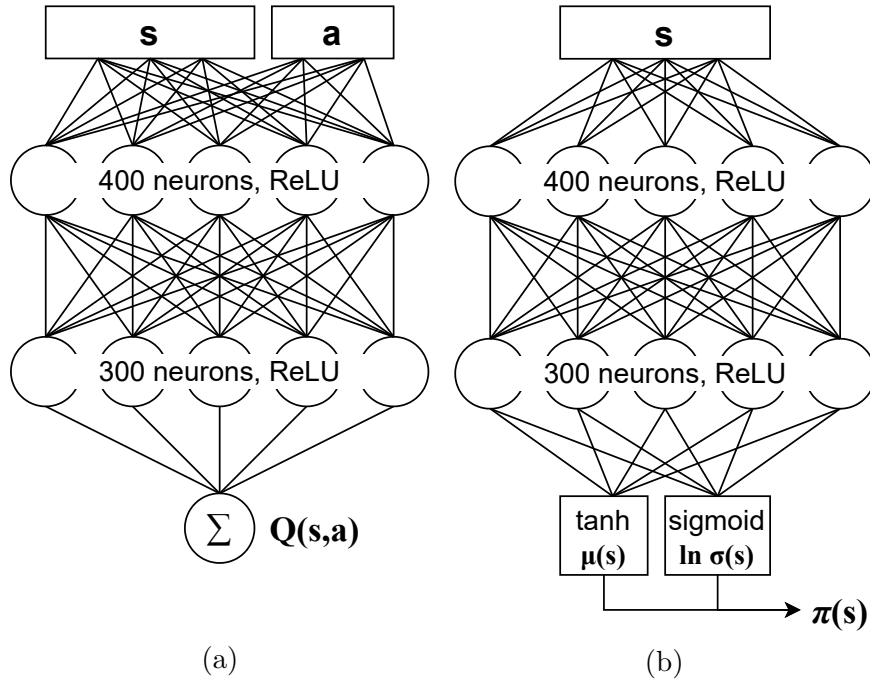 s a
400 neurons, ReLU
300 neurons, ReLU
∑ Q(s,a)
(a)
s
400 neurons, ReLU
300 neurons, ReLU
tanh
μ(s)
sigmoid
ln σ(s)
π(s)
(b)